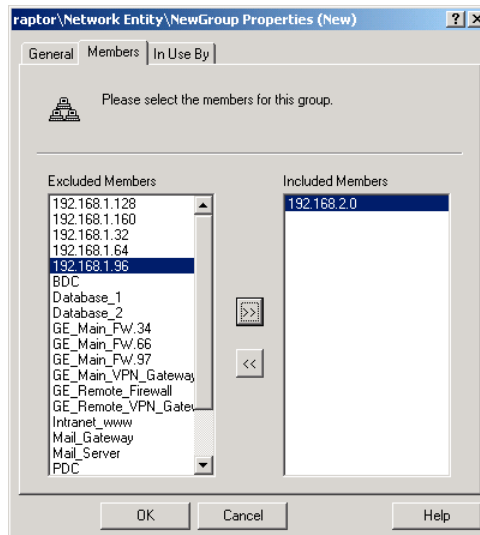 raptor\Network Entity\NewGroup Properties (New)
General Members In Use By
Please select the members for this group.
Excluded Members
192.168.1.128
192.168.1.160
192.168.1.32
192.168.1.64
192.168.1.96
BDC
Database_1
Database_2
GE_Main_FW.34
GE_Main_FW.66
GE_Main_FW.97
GE_Main_VPN_Gateway
GE_Remote_Firewall
GE_Remote_VPN_Gatew
Intranet_www
Mail_Gateway
Mail_Server
PDC
>>
<<
Included Members
192.168.2.0
OK Cancel Help